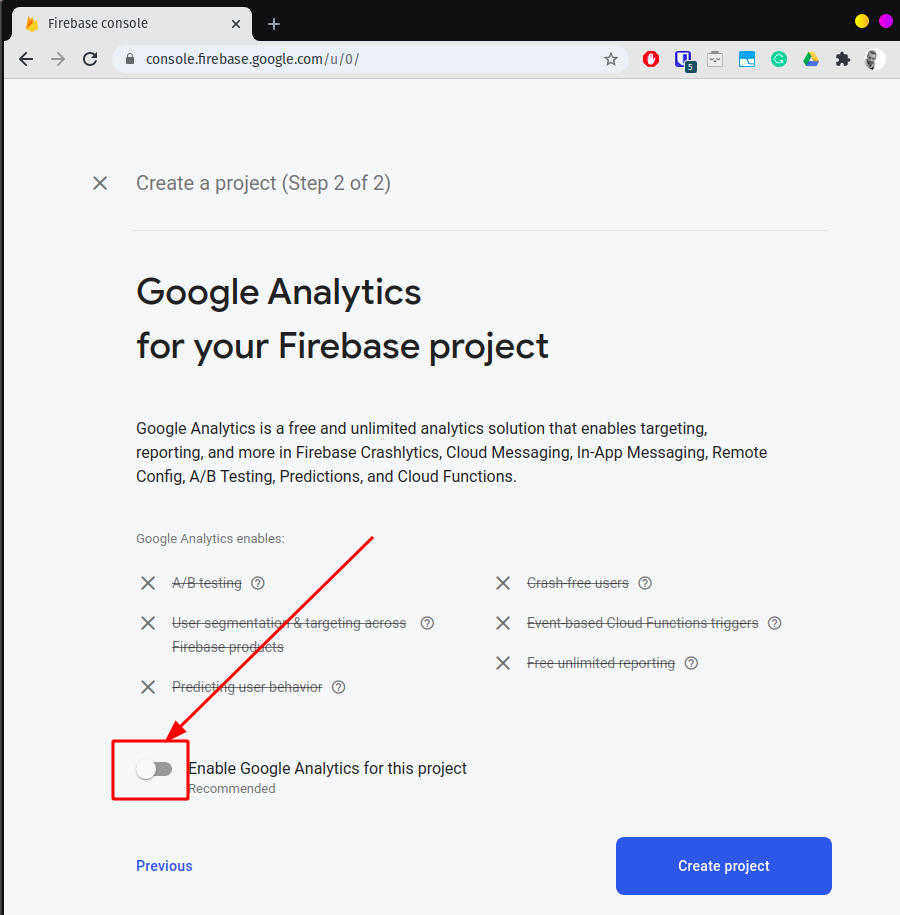 Firebase console
console.firebase.google.com/u/0/
5
Create a project (Step 2 of 2)
Google Analytics
for your Firebase project
Google Analytics is a free and unlimited analytics solution that enables targeting,
reporting, and more in Firebase Crashlytics, Cloud Messaging, In-App Messaging, Remote
Config, A/B Testing, Predictions, and Cloud Functions.
Google Analytics enables:
A/B testing
User segmentation & targeting across
Firebase products
Predicting user behavior
Crash-free users
Event-based Cloud Functions triggers
Free unlimited reporting
Enable Google Analytics for this project
Recommended
Previous
Create project